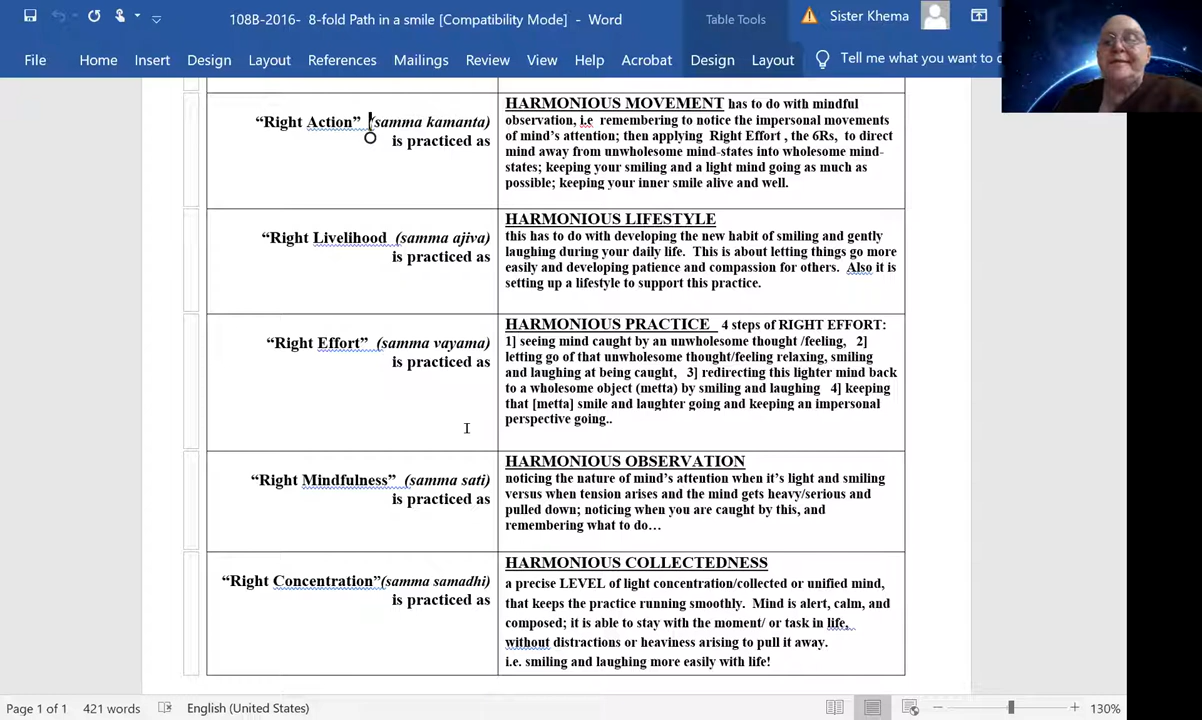 108B-2016-  8-fold Path in a smile [Compatibility Mode]  -  Word
Table Tools
Sister Khema
File Home Insert Design Layout References Mailings Review View Help Acrobat Design Layout Tell me what you want to
“Right Action”  (samma kamanta)
is practiced as
HARMONIOUS MOVEMENT has to do with mindful
observation, i.e  remembering to notice the impersonal movements
of mind’s attention; then applying  Right Effort , the 6Rs,  to direct
mind away from unwholesome mind-states into wholesome mind-
states; keeping your smiling and a light mind going as much as
possible; keeping your inner smile alive and well.
“Right Livelihood  (samma ajiva)
is practiced as
HARMONIOUS LIFESTYLE
this has to do with developing the new habit of smiling and gently
laughing during your daily life.  This is about letting things go more
easily and developing patience and compassion for others.  Also it is
setting up a lifestyle to support this practice.
“Right Effort”  (samma vayama)
is practiced as
HARMONIOUS PRACTICE   4 steps of RIGHT EFFORT:
1] seeing mind caught by an unwholesome thought /feeling,   2]
letting go of that unwholesome thought/feeling relaxing, smiling
and laughing at being caught,   3] redirecting this lighter mind back
to a wholesome object (metta) by smiling and laughing   4] keeping
that [metta] smile and laughter going and keeping an impersonal
perspective going..
“Right Mindfulness”  (samma sati)
is practiced as
HARMONIOUS OBSERVATION
noticing the nature of mind’s attention when it’s light and smiling
versus when tension arises and the mind gets heavy/serious and
pulled down; noticing when you are caught by this, and
remembering what to do…
“Right Concentration”(samma samadhi)
is practiced as
HARMONIOUS COLLECTEDNESS
a precise LEVEL of light concentration/collected or unified mind,
that keeps the practice running smoothly.  Mind is alert, calm, and
composed; it is able to stay with the moment/ or task in life,
without distractions or heaviness arising to pull it away.
i.e. smiling and laughing more easily with life!
Page 1 of 1 421 words English (United States) 130%